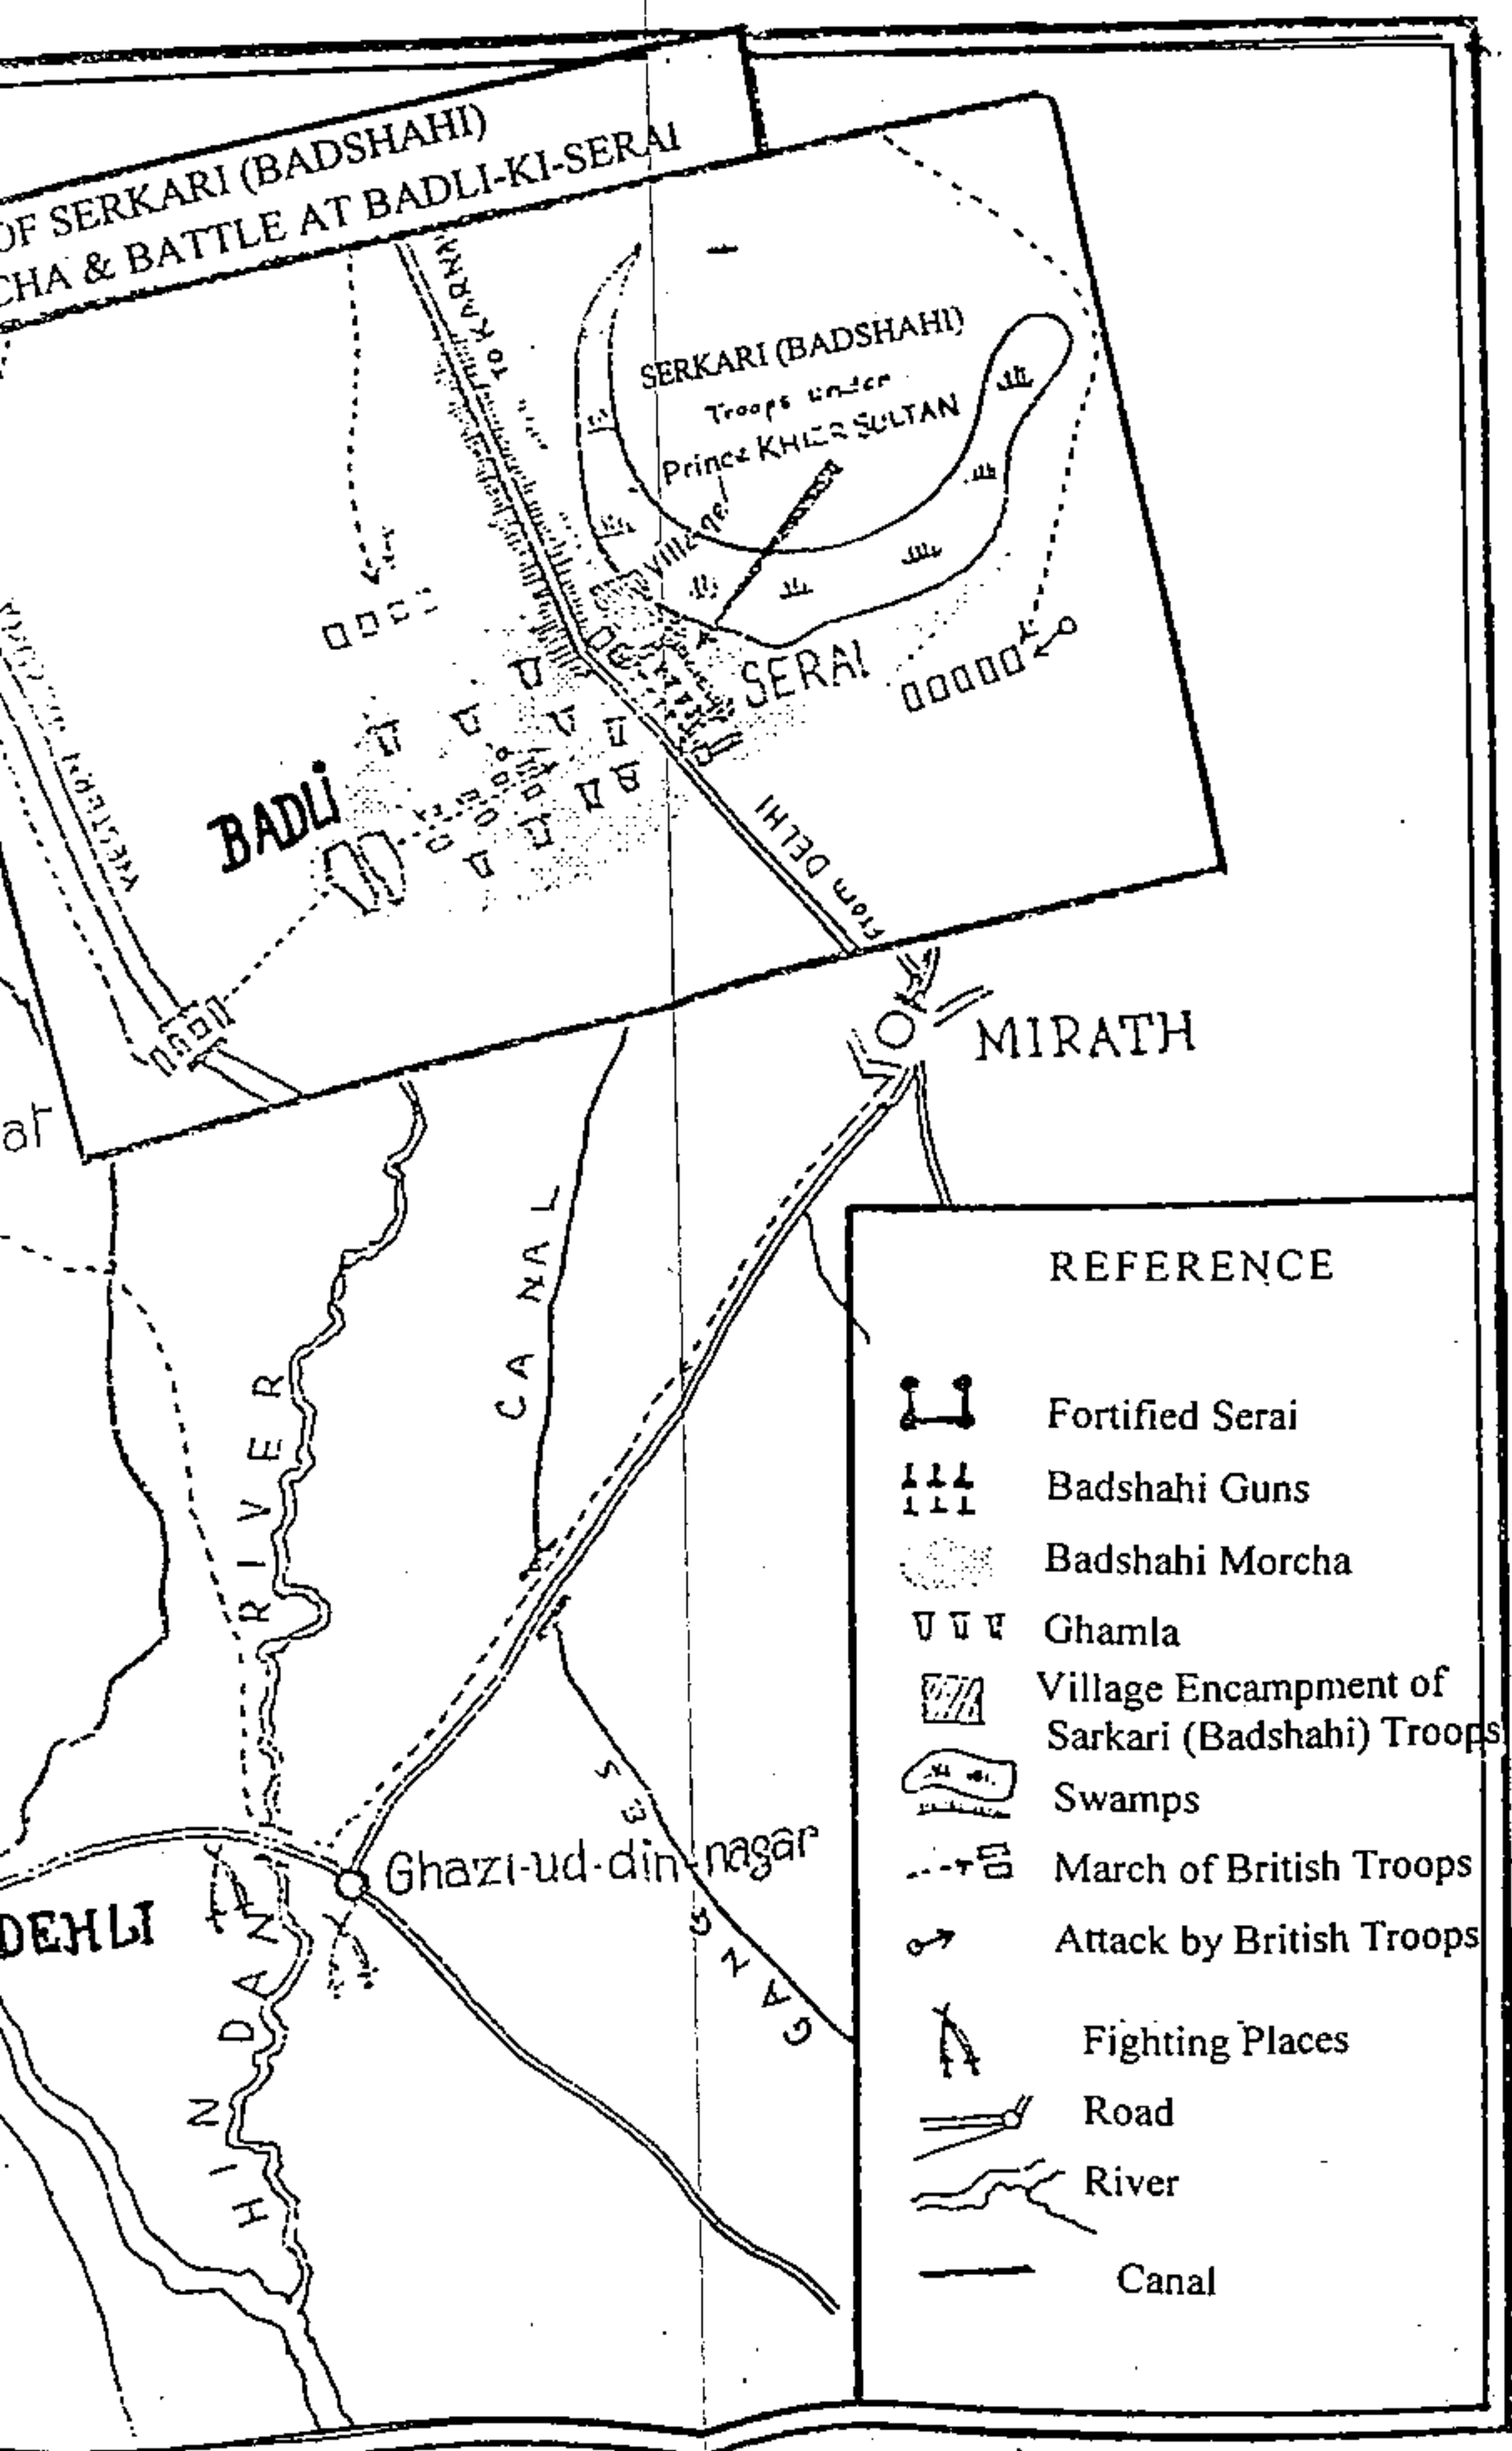 OF SERKARI (BADSHAHI)
CHA & BATTLE AT BADLI-KI-SERAI
TO KARNA
SERKARI (BADSHAHI)
Troops under
Prince KHIZR SULTAN
Village
SERAI
BADLI
WESTERN
From DELHI
MIRATH
at
CANAL
RIVER
Ghazi-ud-din-nagar
DEHLI
HINDAN
GANGES
REFERENCE
Fortified Serai
Badshahi Guns
Badshahi Morcha
Ghamla
Village Encampment of
Sarkari (Badshahi) Troops
Swamps
March of British Troops
Attack by British Troops
Fighting Places
Road
River
Canal